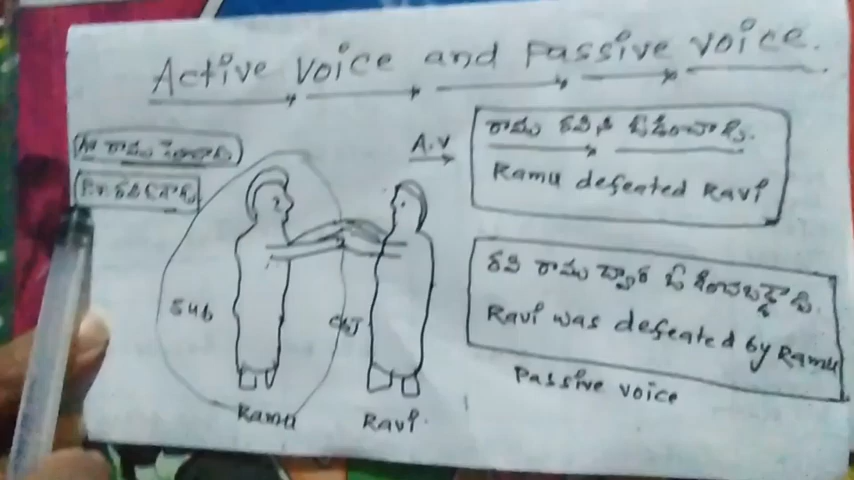 Active voice and Passive voice.
A.V రాము గెలిచాడు.
P.V రవి
A.V
రాము రవిని ఓడించాడు.
Ramu defeated Ravi
రవి రాము ద్వారా ఓడించబడ్డాడు.
Ravi was defeated by Ramu
Passive voice
Sub
obj
Ramu
Ravi.